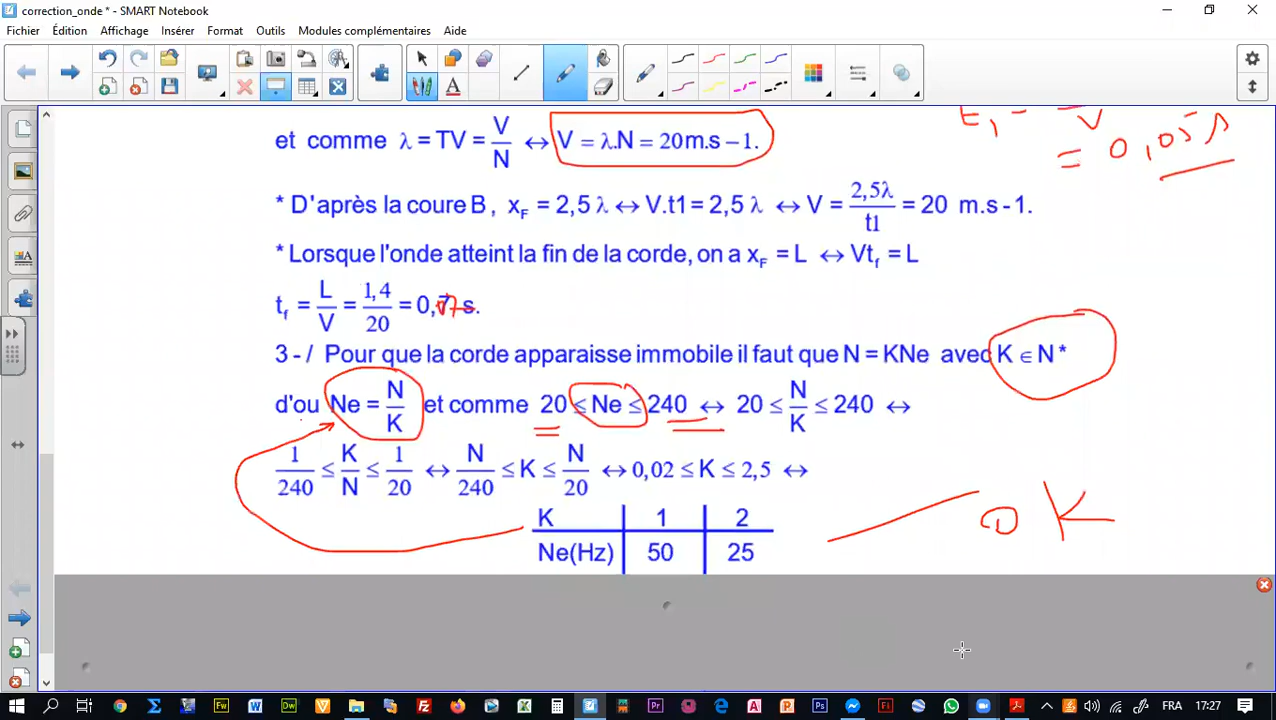 correction_onde * - SMART Notebook
Fichier Édition Affichage Insérer Format Outils Modules complémentaires Aide
et comme λ = TV = V/N ↔ V = λ.N = 20m.s – 1.
t₁ = /V
= 0,05 s
* D'après la coure B , xF = 2,5 λ ↔ V.t1 = 2,5 λ ↔ V = 2,5λ/t1 = 20 m.s - 1.
* Lorsque l'onde atteint la fin de la corde, on a xF = L ↔ Vtf = L
tf = L/V = 1,4/20 = 0, s.
3 - / Pour que la corde apparaisse immobile il faut que N = KNe avec K ∈ N *
d'ou Ne = N/K et comme 20 ≤ Ne ≤ 240 ↔ 20 ≤ N/K ≤ 240 ↔
1/240 ≤ K/N ≤ 1/20 ↔ N/240 ≤ K ≤ N/20 ↔ 0,02 ≤ K ≤ 2,5 ↔
K 1 2
Ne(Hz) 50 25
OK
FRA 17:27